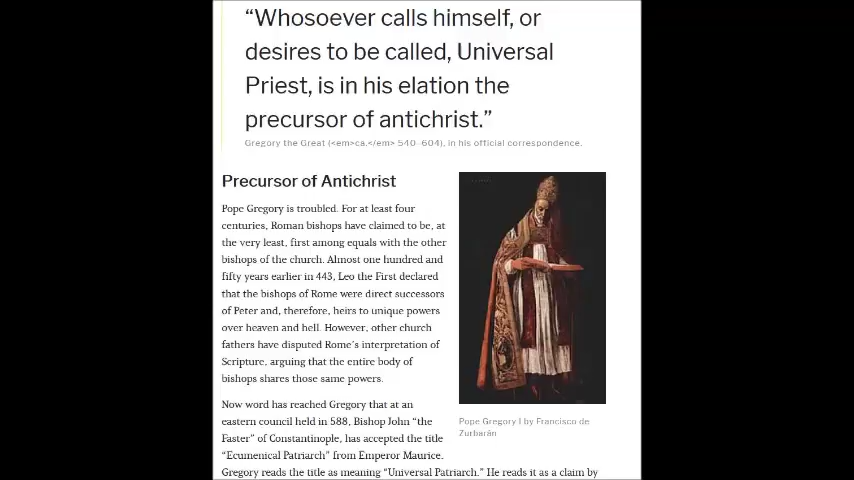 “Whosoever calls himself, or
desires to be called, Universal
Priest, is in his elation the
precursor of antichrist.”
Gregory the Great (<em>ca.</em> 540–604), in his official correspondence.
Precursor of Antichrist
Pope Gregory is troubled. For at least four
centuries, Roman bishops have claimed to be, at
the very least, first among equals with the other
bishops of the church. Almost one hundred and
fifty years earlier in 443, Leo the First declared
that the bishops of Rome were direct successors
of Peter and, therefore, heirs to unique powers
over heaven and hell. However, other church
fathers have disputed Rome’s interpretation of
Scripture, arguing that the entire body of
bishops shares those same powers.
Pope Gregory I by Francisco de
Zurbarán
Now word has reached Gregory that at an
eastern council held in 588, Bishop John “the
Faster” of Constantinople, has accepted the title
“Ecumenical Patriarch” from Emperor Maurice.
Gregory reads the title as meaning “Universal Patriarch.” He reads it as a claim by